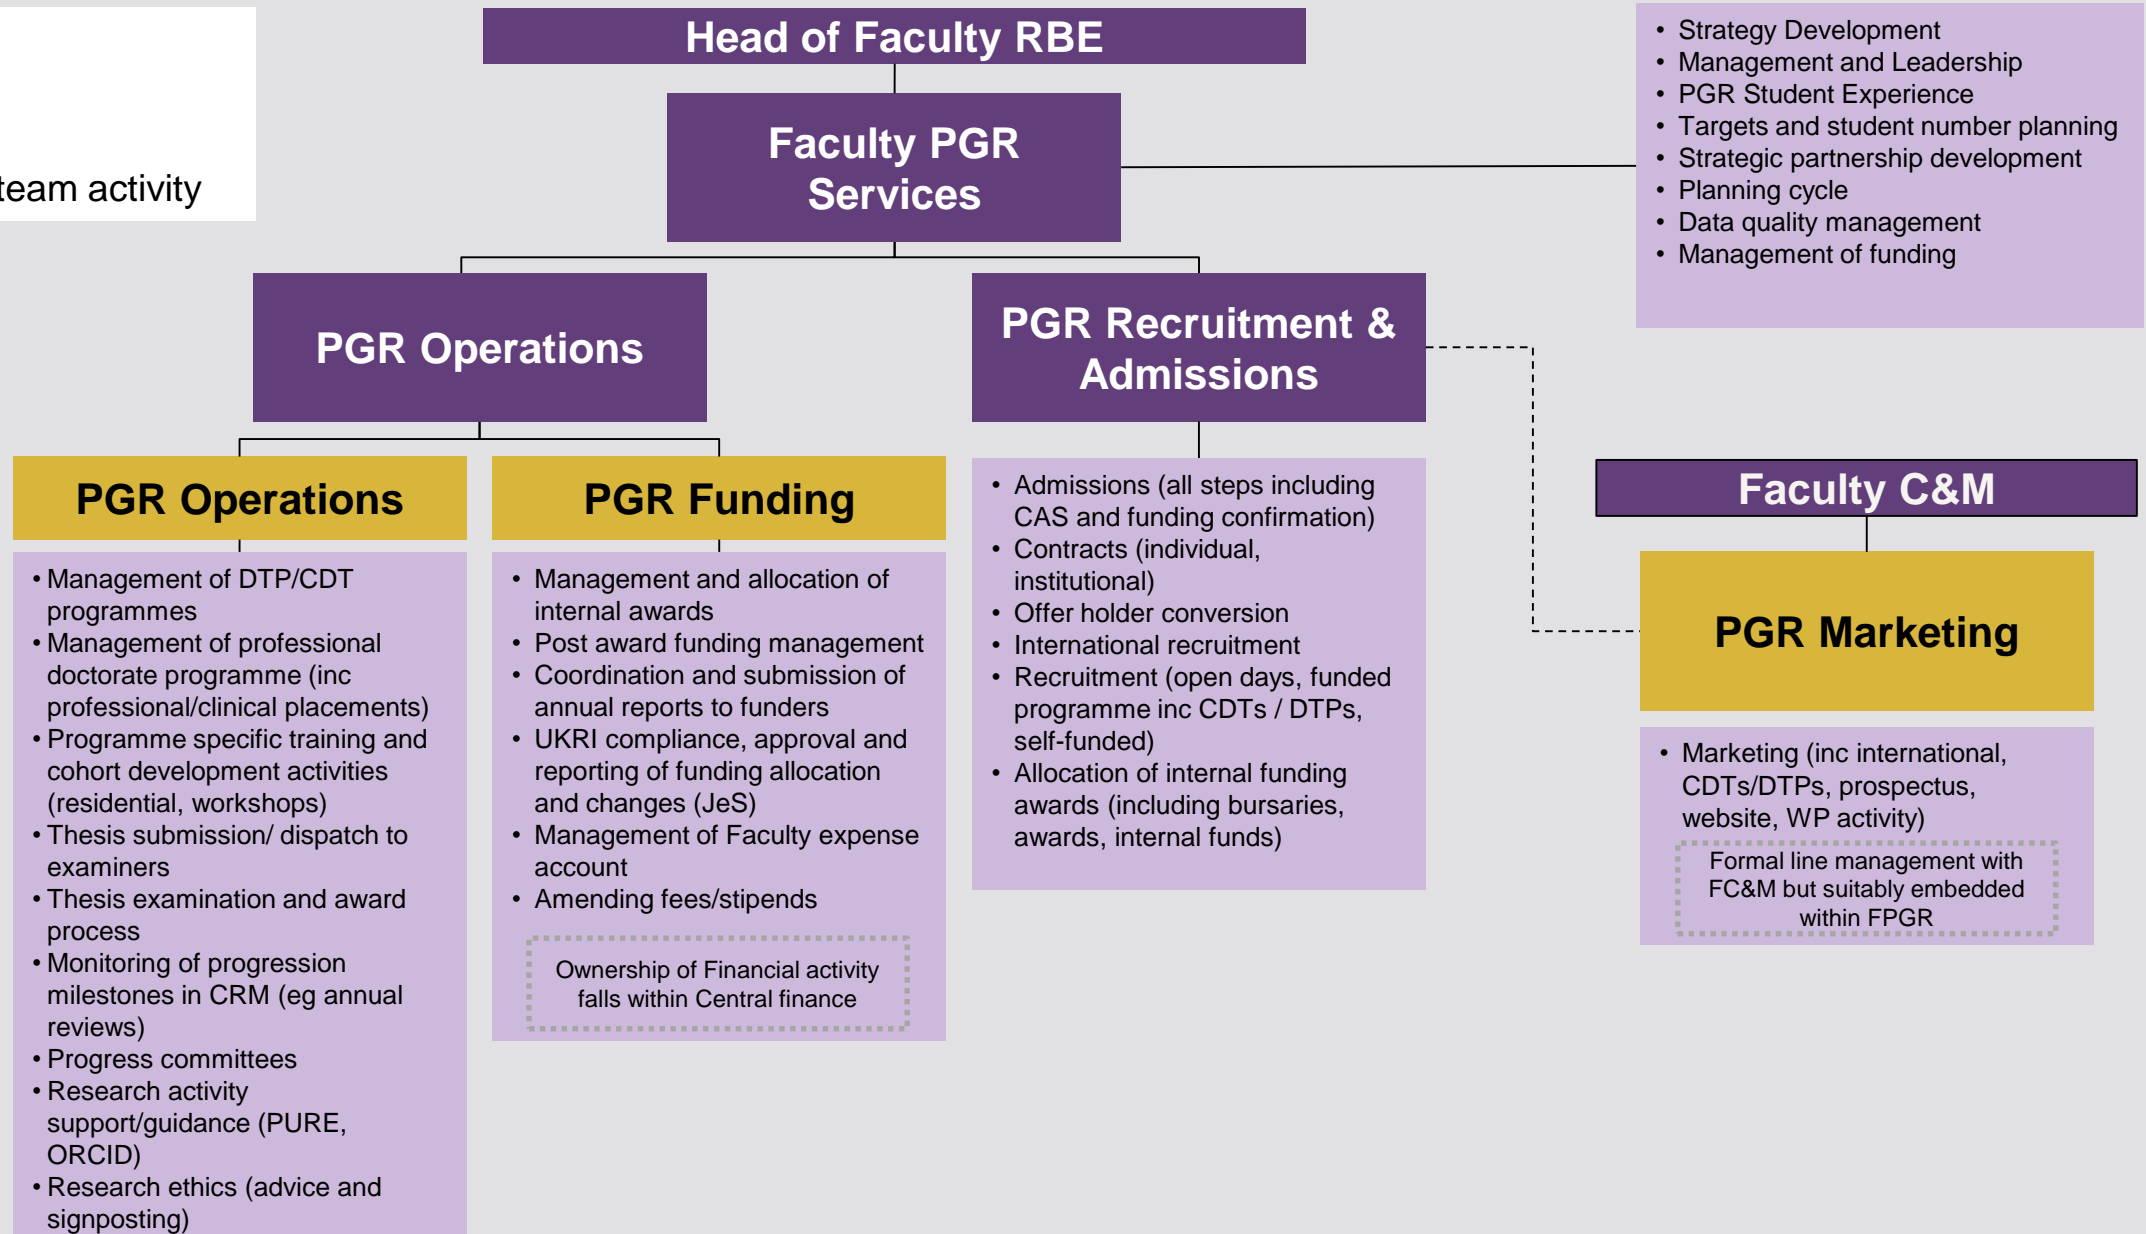 team activity
Head of Faculty RBE
Faculty PGR
Services
• Strategy Development
• Management and Leadership
• PGR Student Experience
• Targets and student number planning
• Strategic partnership development
• Planning cycle
• Data quality management
• Management of funding
PGR Operations
PGR Recruitment &
Admissions
PGR Operations
• Management of DTP/CDT
programmes
• Management of professional
doctorate programme (inc
professional/clinical placements)
• Programme specific training and
cohort development activities
(residential, workshops)
• Thesis submission/ dispatch to
examiners
• Thesis examination and award
process
• Monitoring of progression
milestones in CRM (eg annual
reviews)
• Progress committees
• Research activity
support/guidance (PURE,
ORCID)
• Research ethics (advice and
signposting)
PGR Funding
• Management and allocation of
internal awards
• Post award funding management
• Coordination and submission of
annual reports to funders
• UKRI compliance, approval and
reporting of funding allocation
and changes (JeS)
• Management of Faculty expense
account
• Amending fees/stipends
Ownership of Financial activity
falls within Central finance
• Admissions (all steps including
CAS and funding confirmation)
• Contracts (individual,
institutional)
• Offer holder conversion
• International recruitment
• Recruitment (open days, funded
programme inc CDTs / DTPs,
self-funded)
• Allocation of internal funding
awards (including bursaries,
awards, internal funds)
Faculty C&M
PGR Marketing
• Marketing (inc international,
CDTs/DTPs, prospectus,
website, WP activity)
Formal line management with
FC&M but suitably embedded
within FPGR